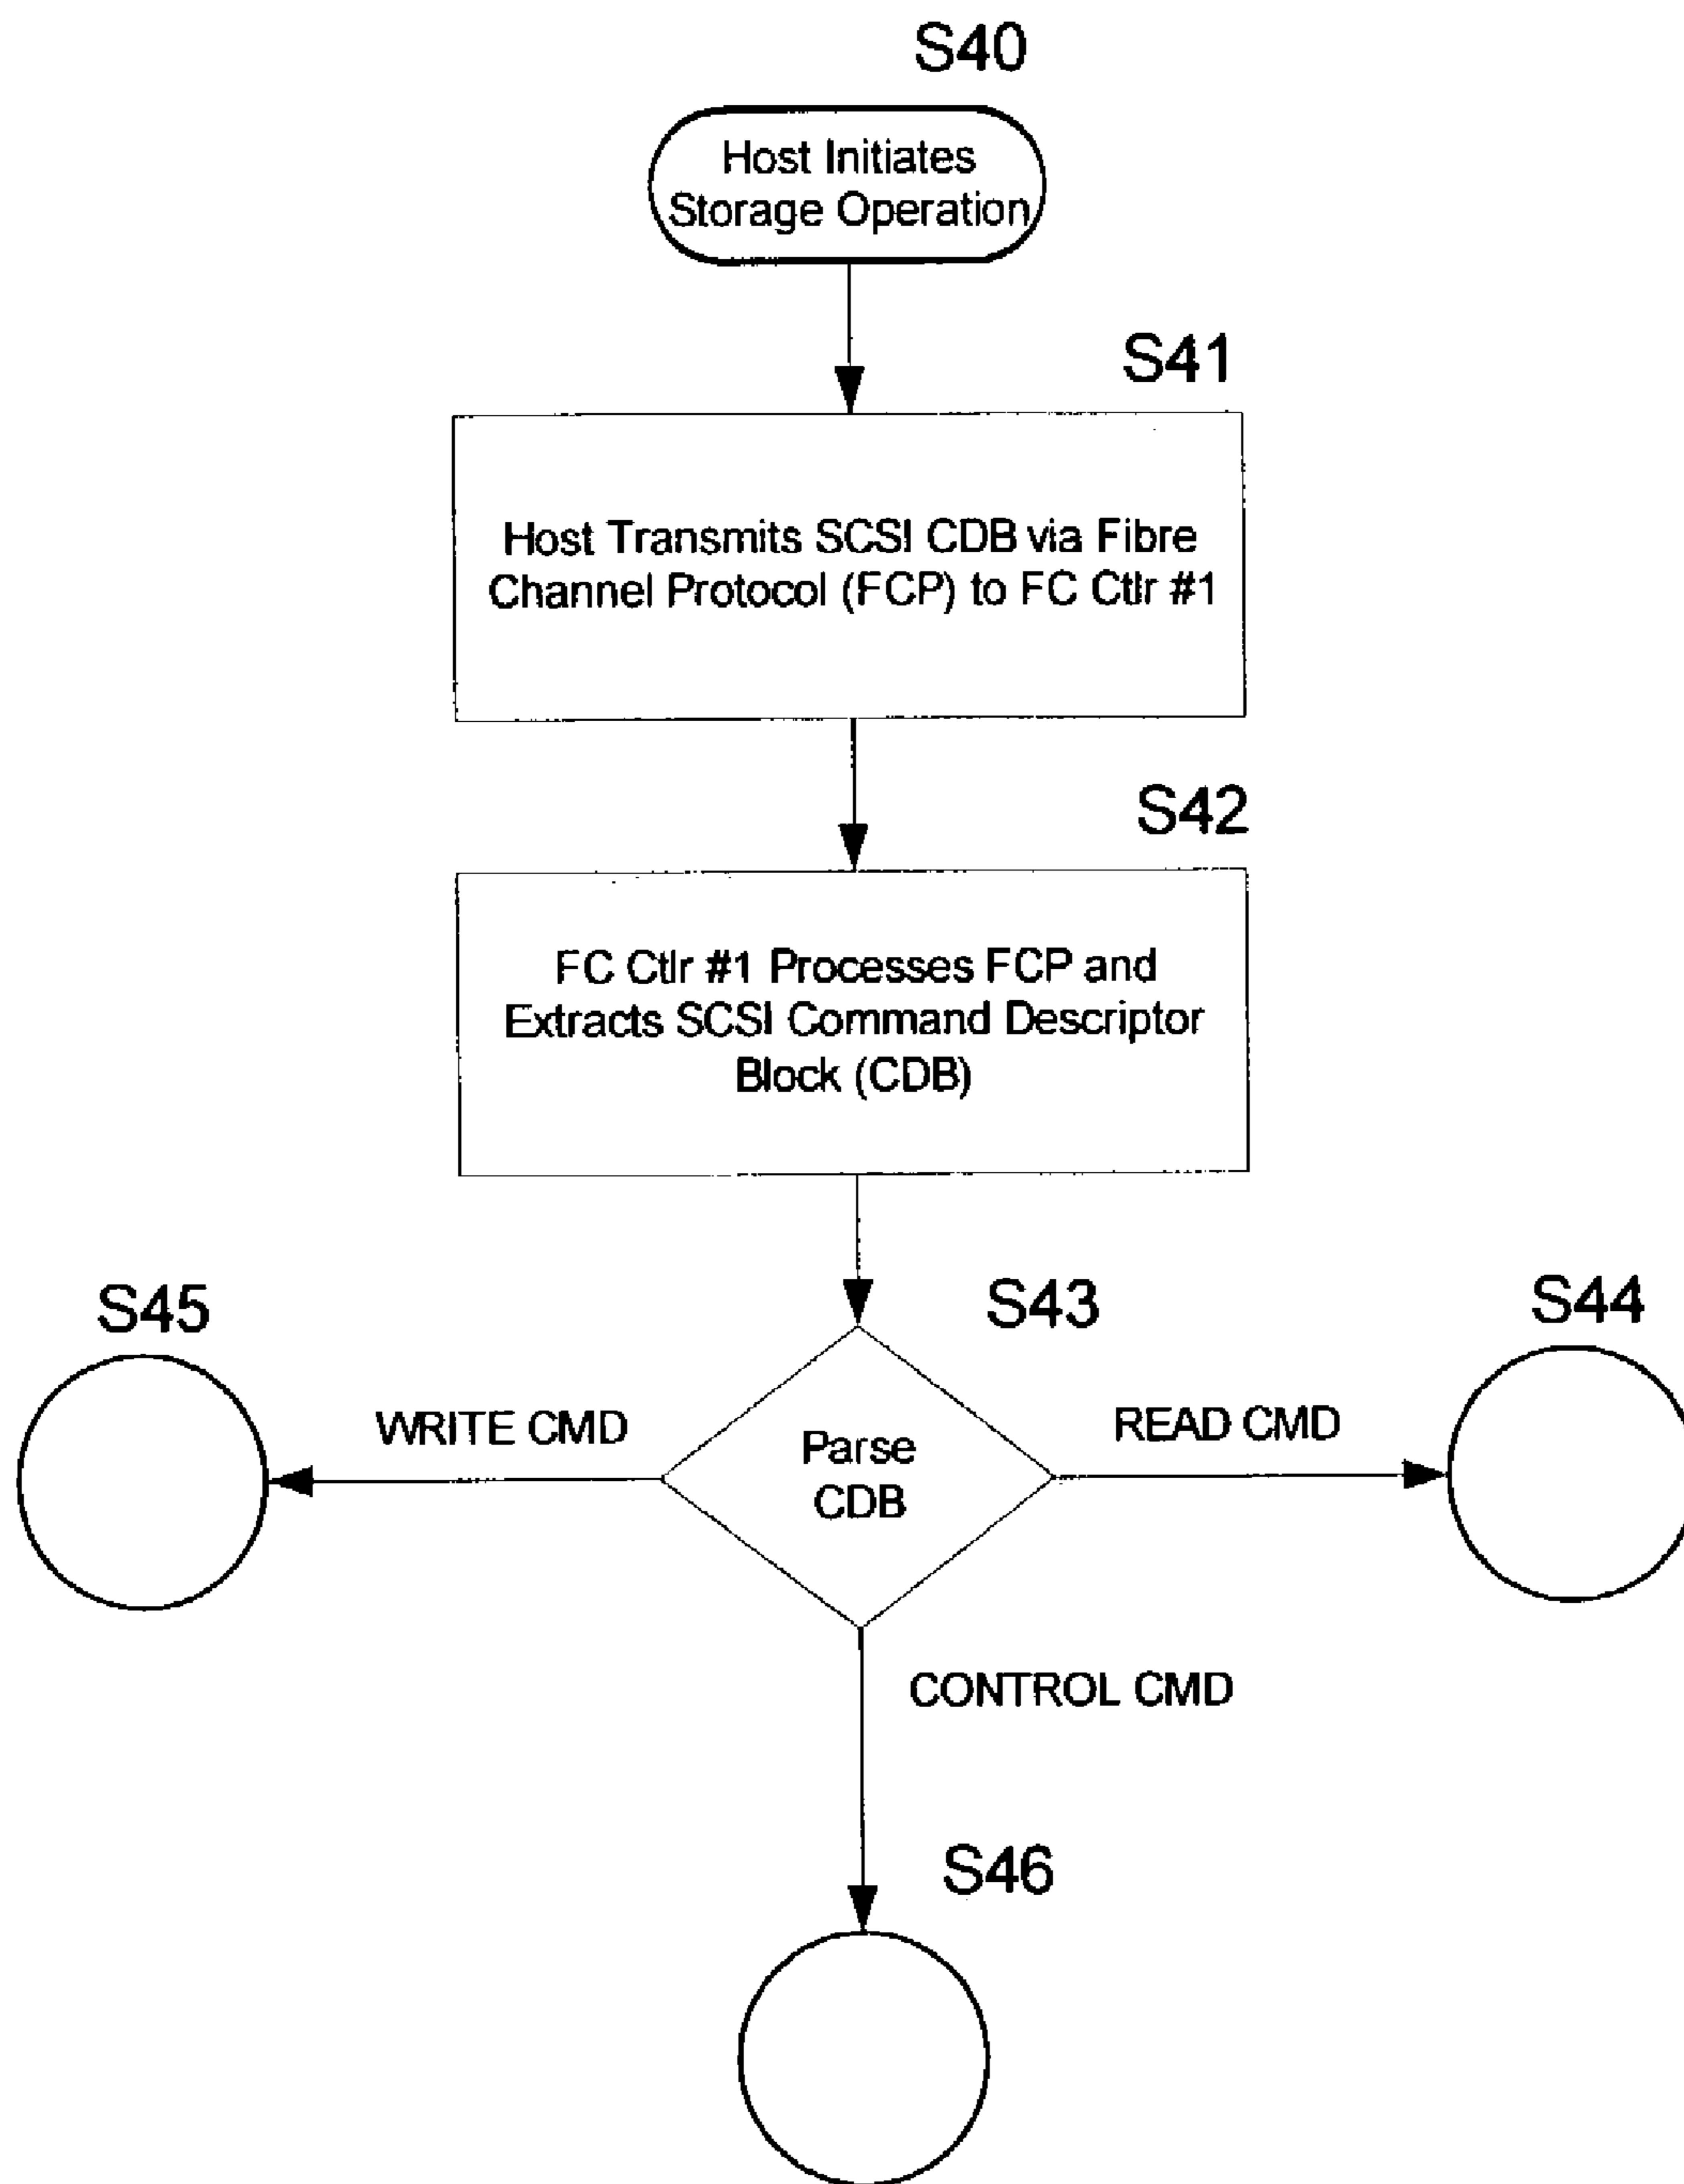 S40
Host Initiates
Storage Operation
S41
Host Transmits SCSI CDB via Fibre
Channel Protocol (FCP) to FC Ctlr #1
S42
FC Ctlr #1 Processes FCP and
Extracts SCSI Command Descriptor
Block (CDB)
S45
S43
S44
WRITE CMD
Parse
CDB
READ CMD
CONTROL CMD
S46